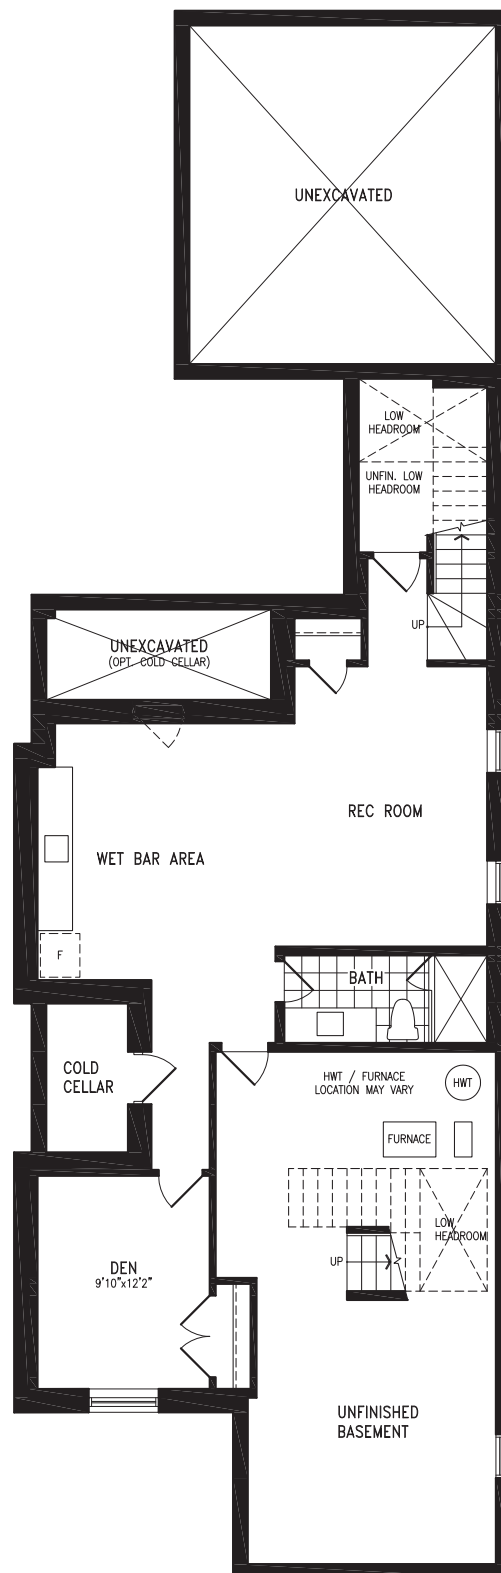 UNEXCAVATED
LOW
HEADROOM
UNFIN. LOW
HEADROOM
UP
UNEXCAVATED
(OPT. COLD CELLAR)
REC ROOM
WET BAR AREA
F
BATH
COLD
CELLAR
HWT / FURNACE
LOCATION MAY VARY
HWT
FURNACE
LOW
HEADROOM
UP
DEN
9'10"x12'2"
UNFINISHED
BASEMENT